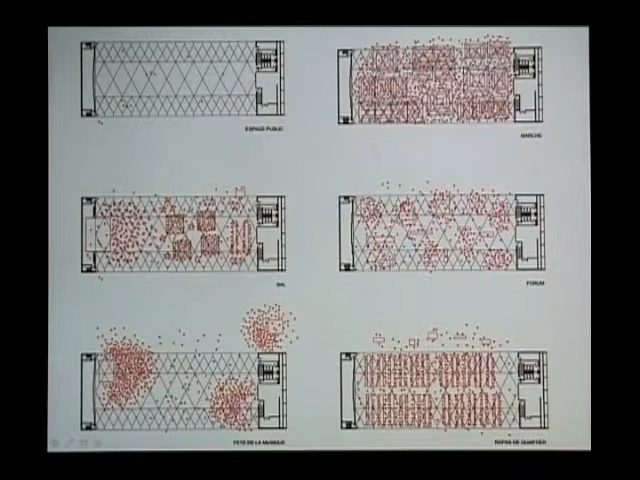 ESPACE PUBLIC
MARCHE
BAL
FORUM
FETE DE LA MUSIQUE
REPAS DE QUARTIER